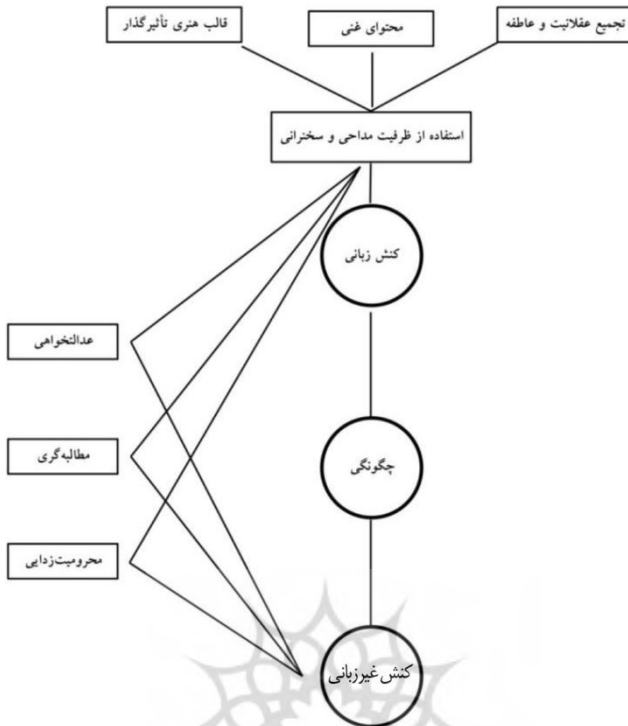 تجمیع عقلانیت و عاطفه
محتوای غنی
قالب هنری تأثیرگذار
استفاده از ظرفیت مداحی و سخنرانی
کنش زبانی
عدالتخواهی
مطالبه‌گری
چگونگی
محرومیت‌زدایی
کنش غیرزبانی